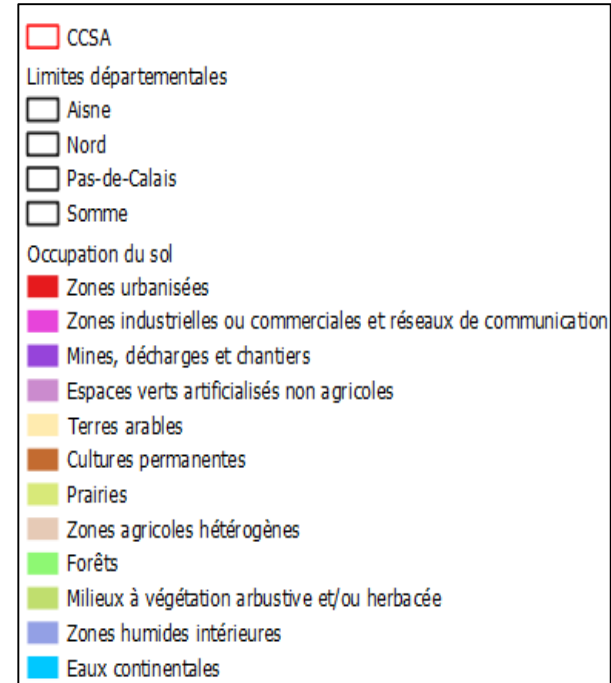 CCSA
Limites départementales
Aisne
Nord
Pas-de-Calais
Somme
Occupation du sol
Zones urbanisées
Zones industrielles ou commerciales et réseaux de communication
Mines, décharges et chantiers
Espaces verts artificialisés non agricoles
Terres arables
Cultures permanentes
Prairies
Zones agricoles hétérogènes
Forêts
Milieux à végétation arbustive et/ou herbacée
Zones humides intérieures
Eaux continentales